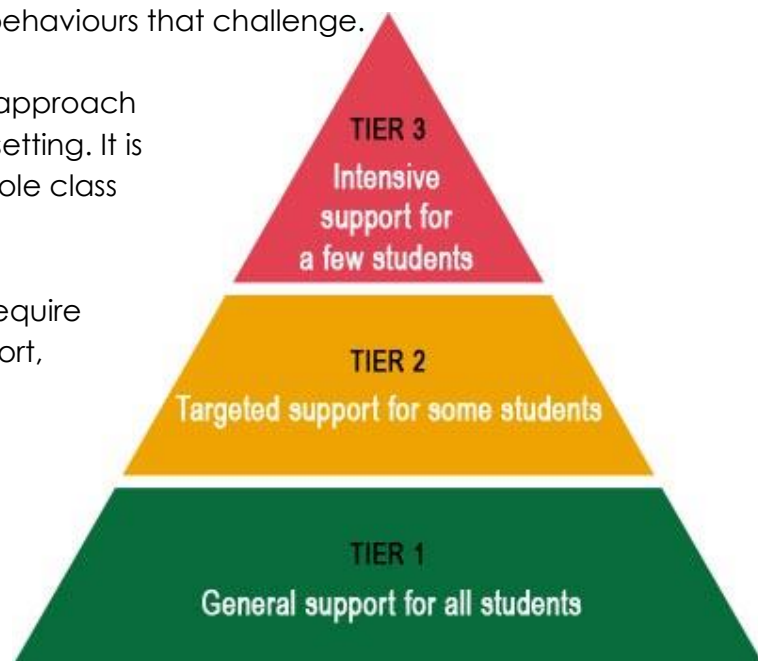 behaviours that challenge.
approach
setting. It is
ole class
equire
ort,
TIER 3
Intensive
support for
a few students
TIER 2
Targeted support for some students
TIER 1
General support for all students